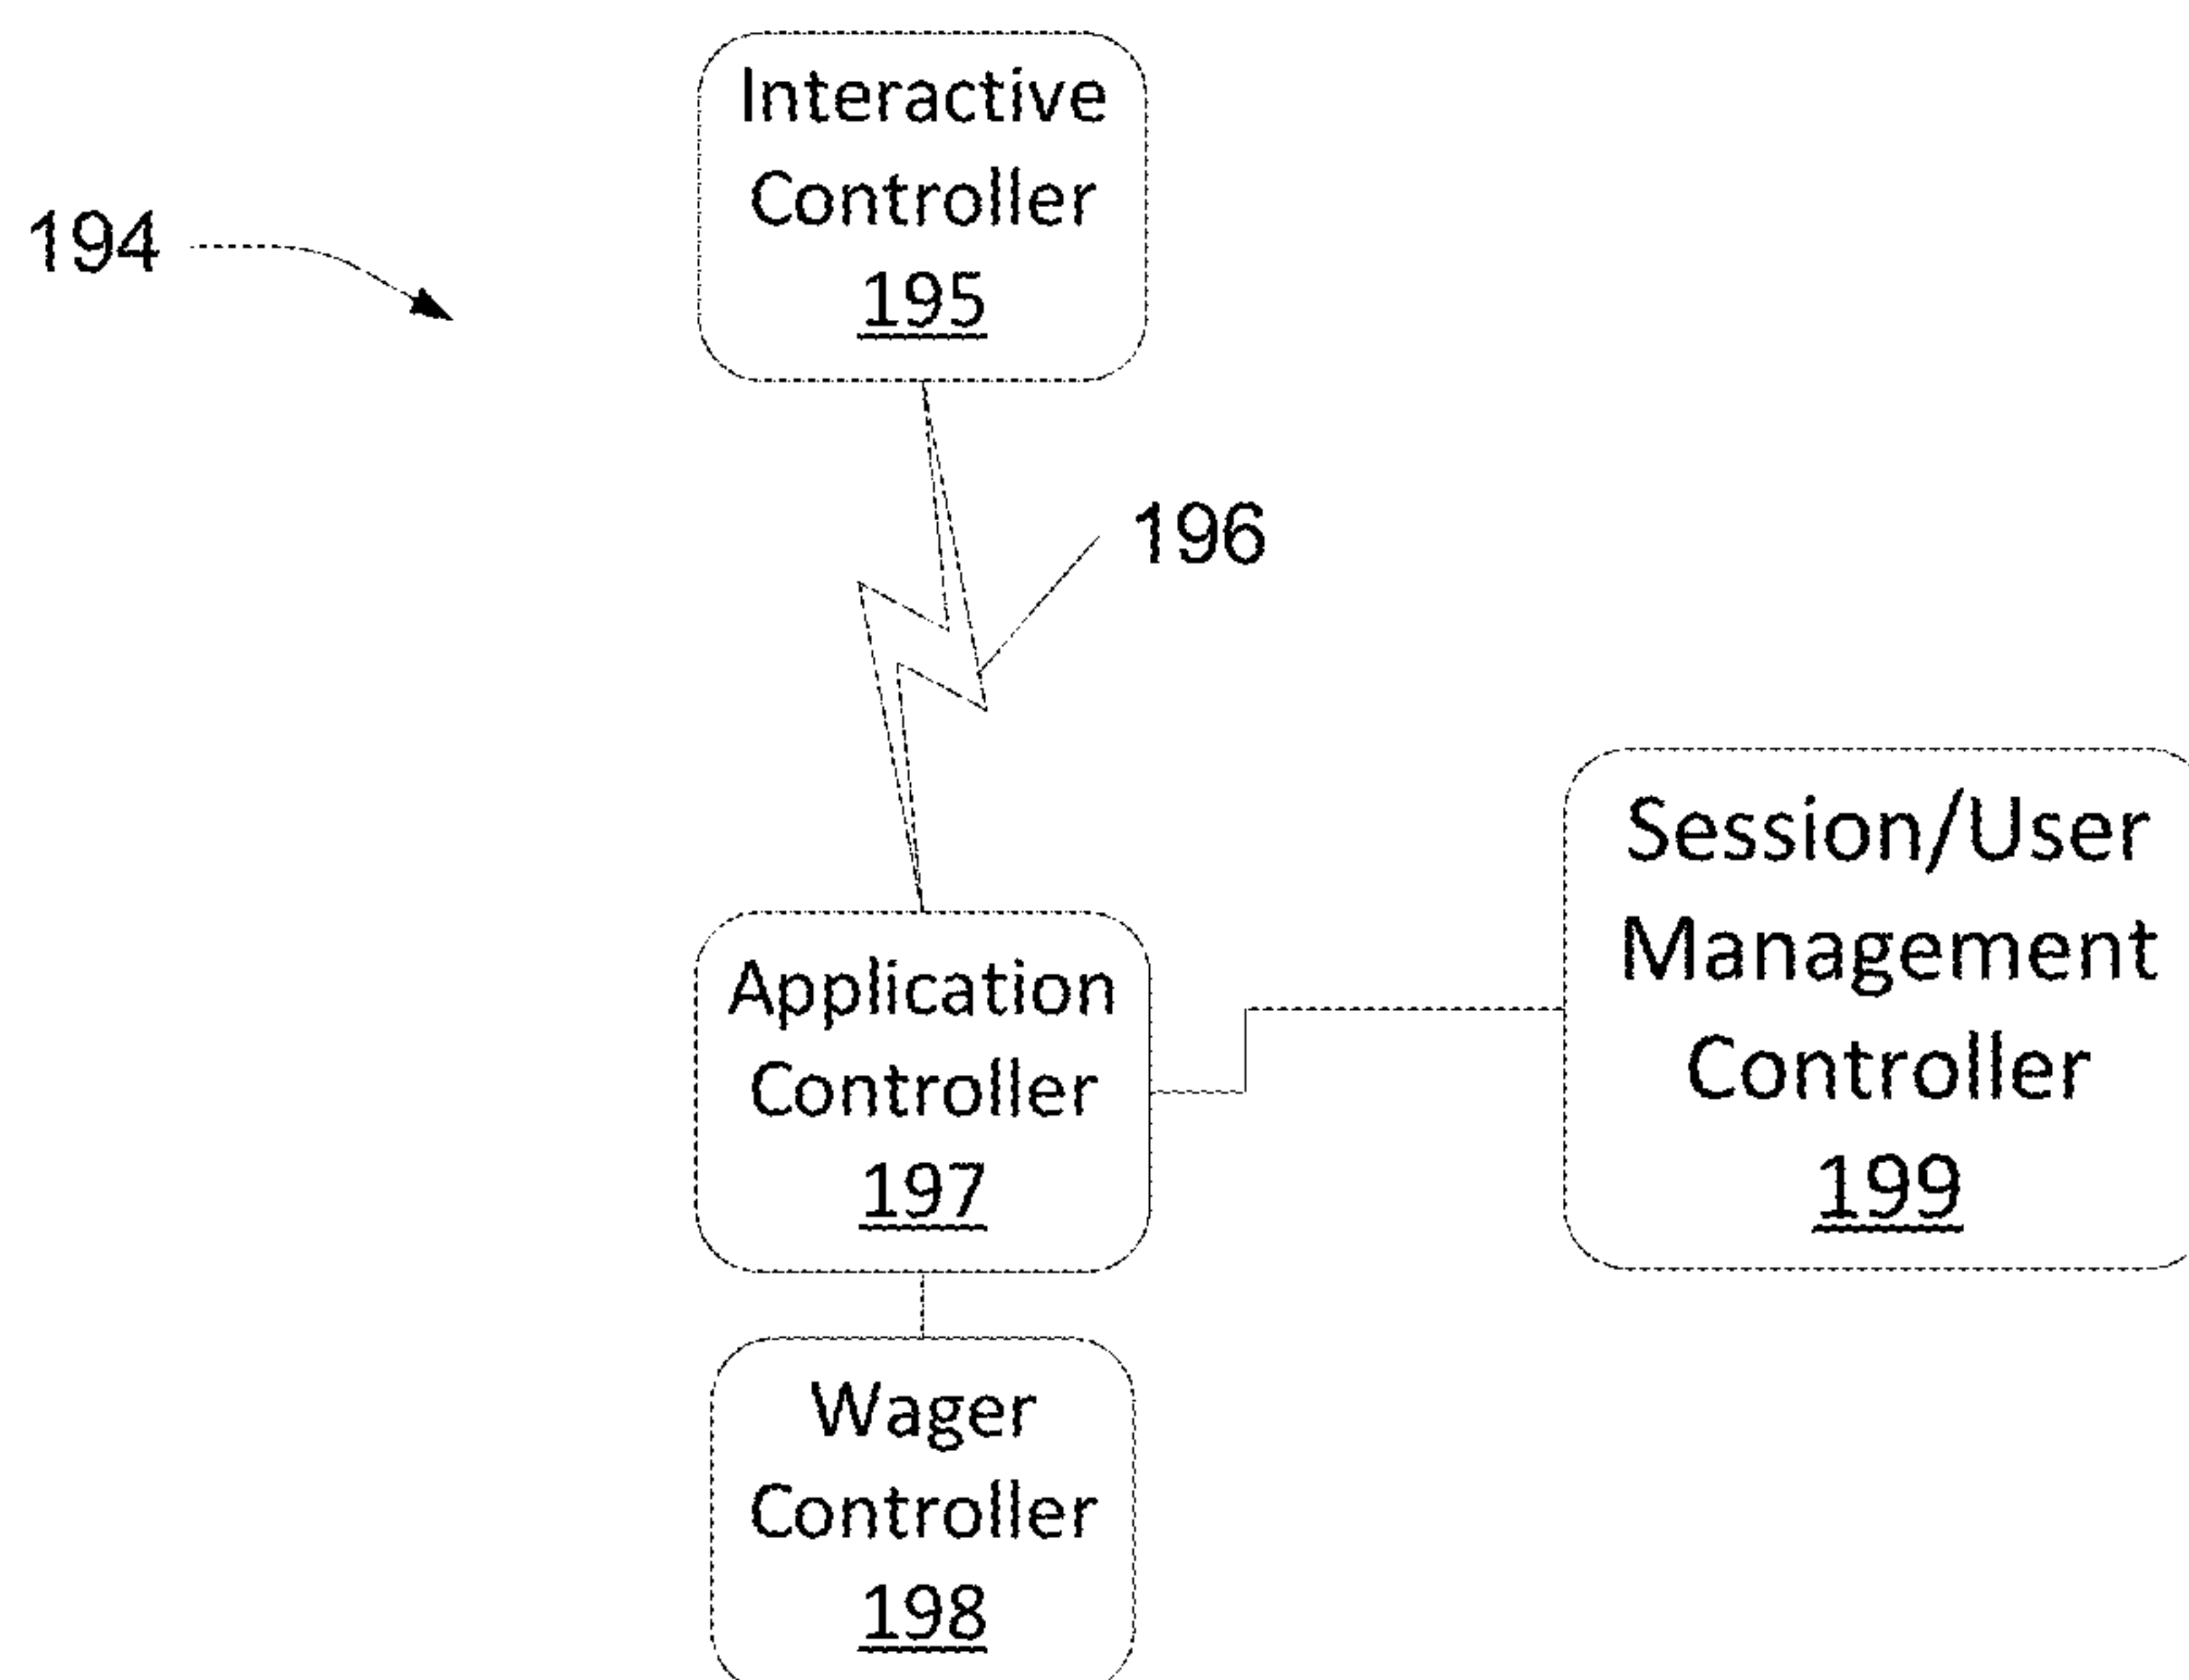 Interactive
Controller
195
194
196
Application
Controller
197
Session/User
Management
Controller
199
Wager
Controller
198